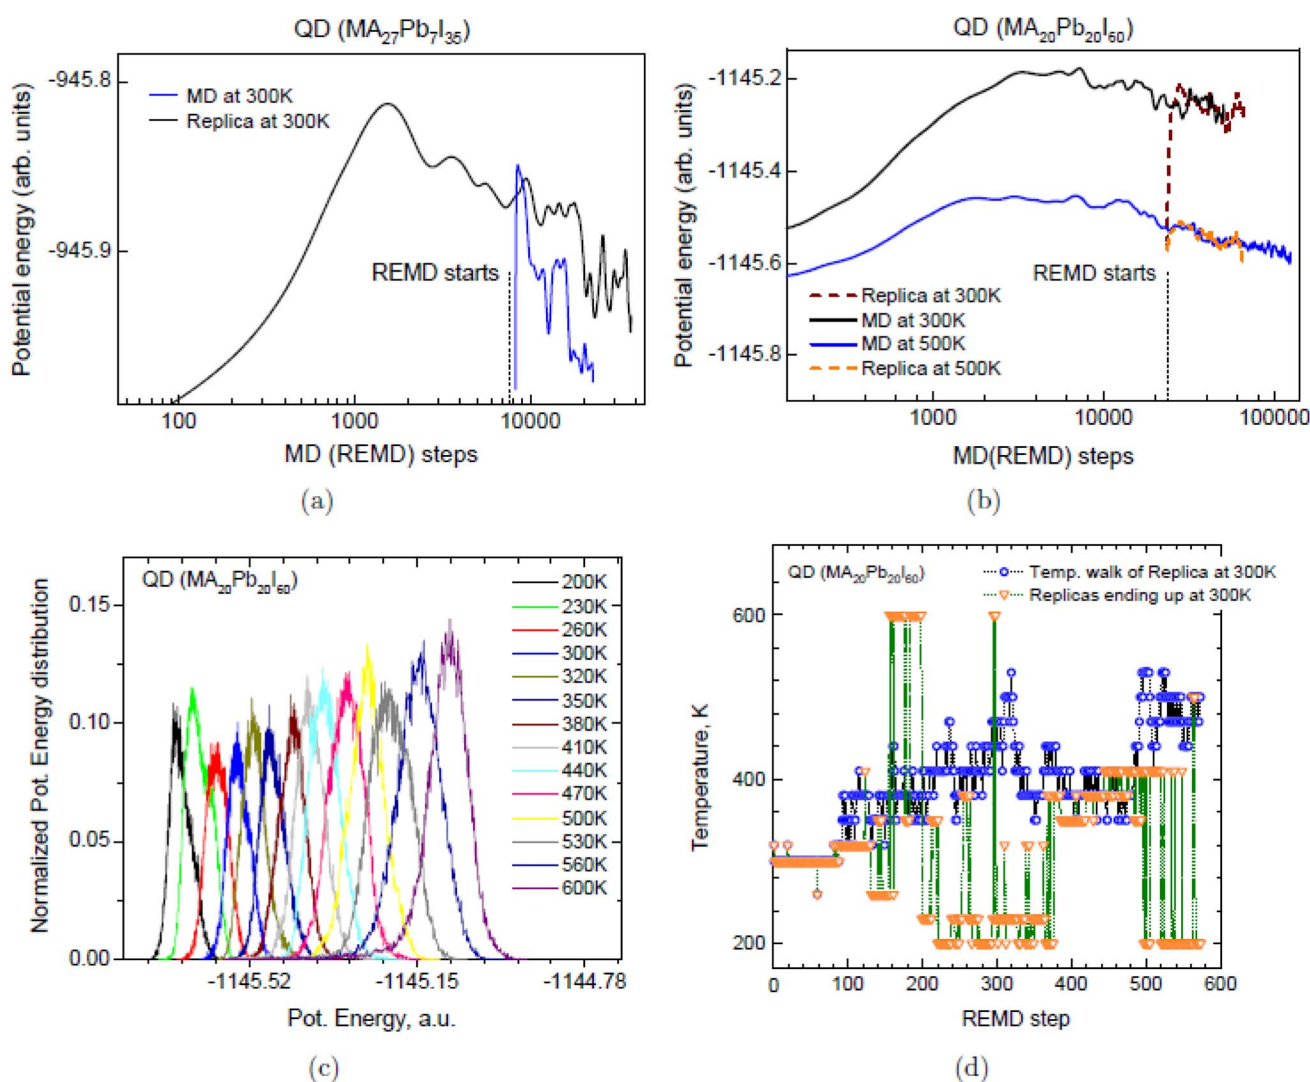 QD (MA27Pb7I35)
-945.8
-945.9
Potential energy (arb. units)
MD at 300K
Replica at 300K
REMD starts
100
1000
10000
MD (REMD) steps
(a)
QD (MA20Pb20I60)
-1145.2
-1145.4
-1145.6
-1145.8
Potential energy (arb. units)
REMD starts
Replica at 300K
MD at 300K
MD at 500K
Replica at 500K
1000
10000
100000
MD(REMD) steps
(b)
QD (MA20Pb20I60)
0.15
0.10
0.05
0.00
Normalized Pot. Energy distribution
200K
230K
260K
300K
320K
350K
380K
410K
440K
470K
500K
530K
560K
600K
-1145.52
-1145.15
-1144.78
Pot. Energy, a.u.
(c)
QD (MA20Pb20I60)
Temp. walk of Replica at 300K
Replicas ending up at 300K
600
400
200
Temperature, K
0
100
200
300
400
500
600
REMD step
(d)